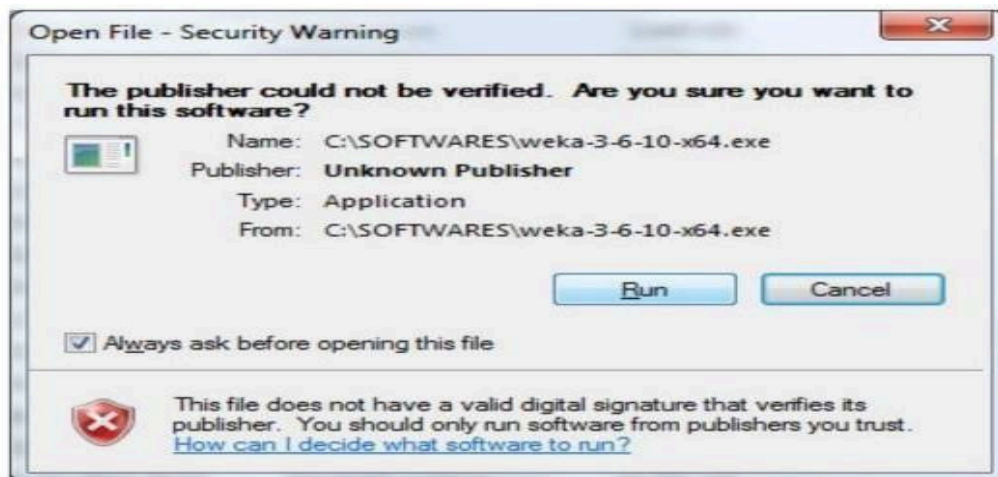 Open File - Security Warning
The publisher could not be verified. Are you sure you want to
run this software?
Name: C:\SOFTWARES\weka-3-6-10-x64.exe
Publisher: Unknown Publisher
Type: Application
From: C:\SOFTWARES\weka-3-6-10-x64.exe
Run Cancel
Always ask before opening this file
This file does not have a valid digital signature that verifies its
publisher. You should only run software from publishers you trust.
How can I decide what software to run?